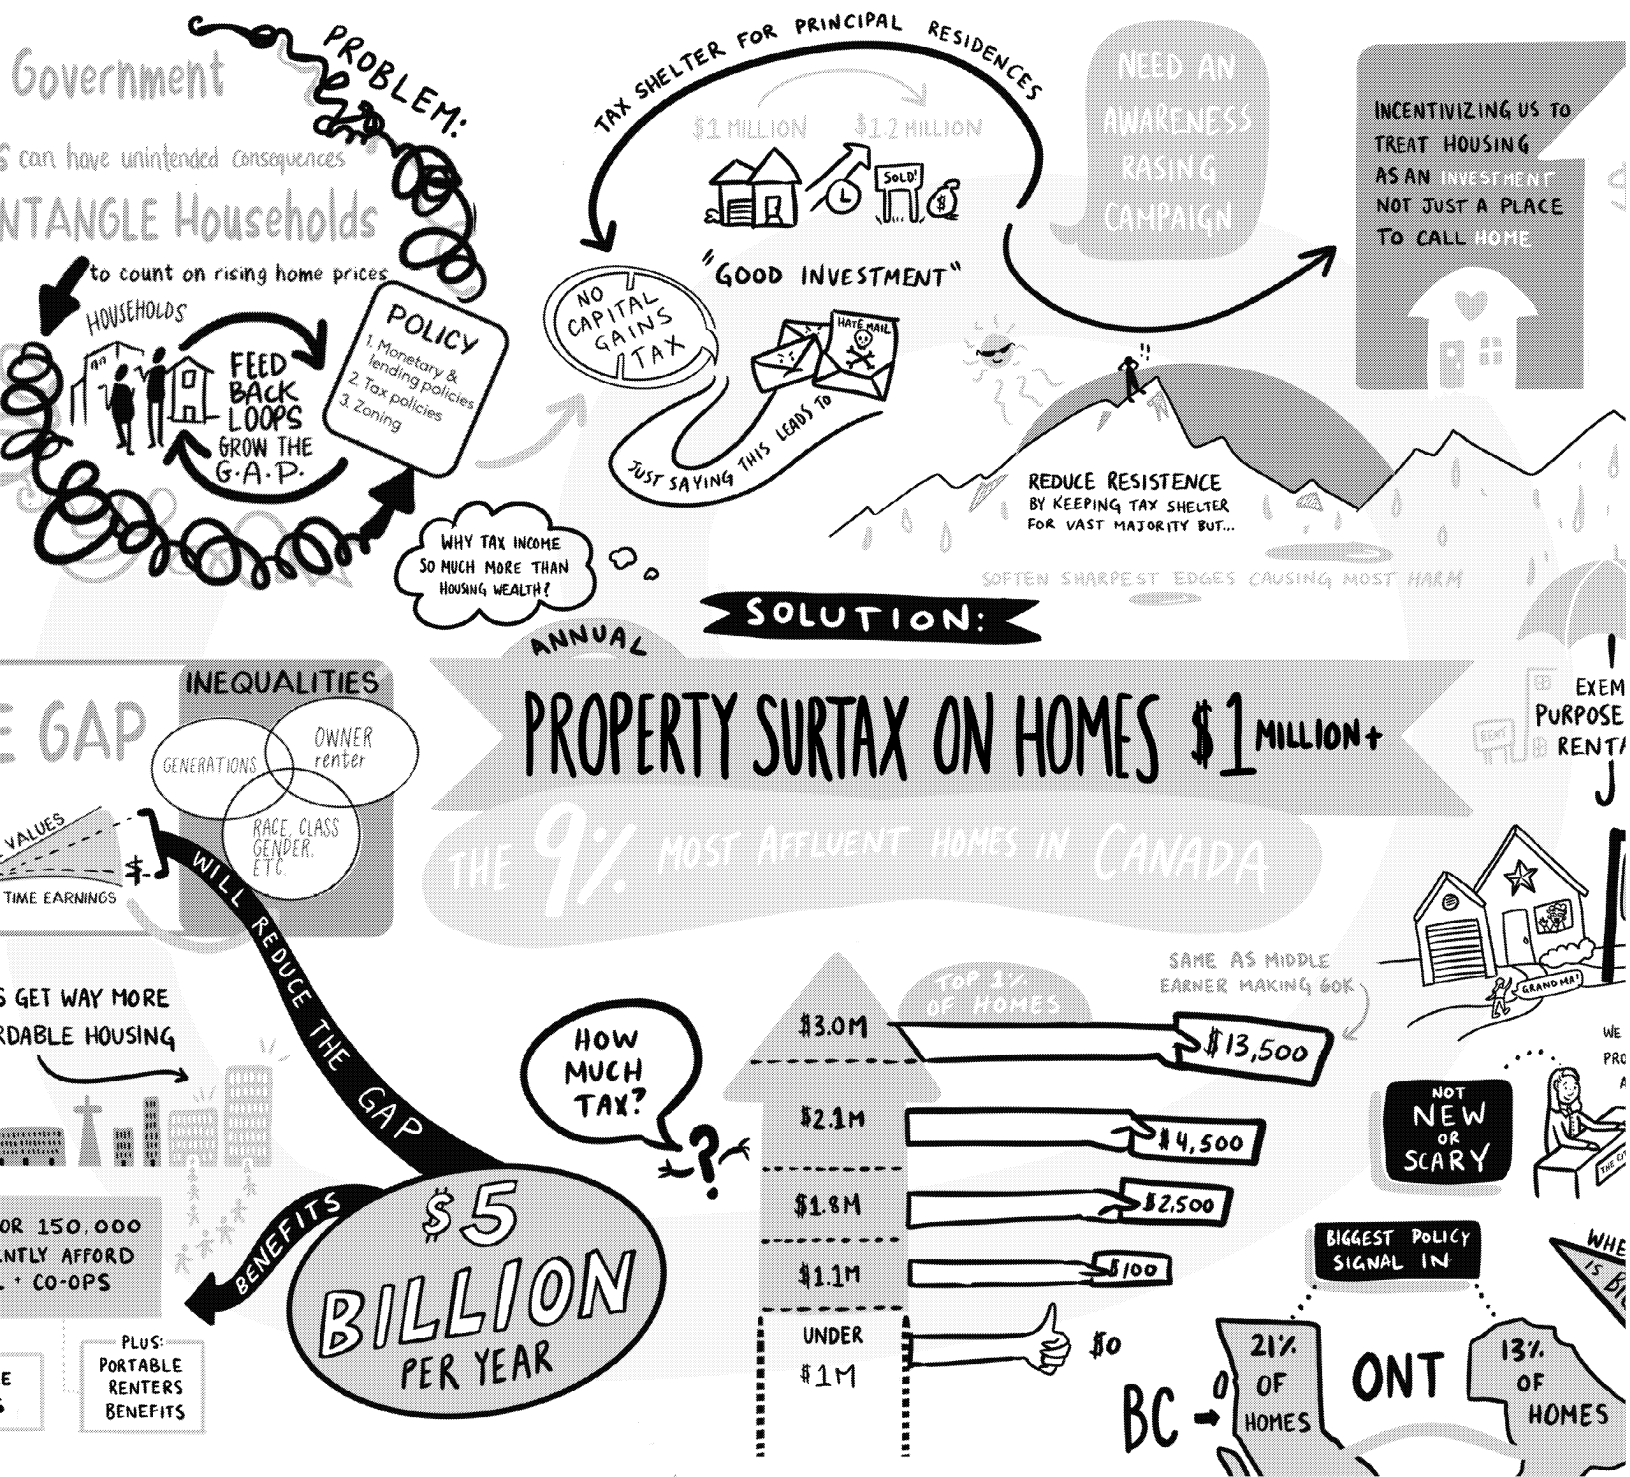 Government
can have unintended consequences
NTANGLE Households
to count on rising home prices
PROBLEM:
HOUSEHOLDS
FEED
BACK
LOOPS
GROW THE
G.A.P.
POLICY
1. Monetary &
lending policies
2. Tax policies
3. Zoning
TAX SHELTER FOR PRINCIPAL RESIDENCES
$1 MILLION
$1.2 MILLION
SOLD!
$
"GOOD INVESTMENT"
NO
CAPITAL
GAINS
TAX
HATE MAIL
JUST SAYING THIS LEADS TO
NEED AN
AWARENESS
RASING
CAMPAIGN
INCENTIVIZING US TO
TREAT HOUSING
AS AN INVESTMENT
NOT JUST A PLACE
TO CALL HOME
!!
REDUCE RESISTENCE
BY KEEPING TAX SHELTER
FOR VAST MAJORITY BUT...
SOFTEN SHARPEST EDGES CAUSING MOST HARM
WHY TAX INCOME
SO MUCH MORE THAN
HOUSING WEALTH?
SOLUTION:
ANNUAL
PROPERTY SURTAX ON HOMES $1 MILLION+
THE 9% MOST AFFLUENT HOMES IN CANADA
E GAP
INEQUALITIES
GENERATIONS
OWNER
renter
RACE, CLASS
GENDER,
ETC.
VALUES
$
TIME EARNINGS
WILL REDUCE THE GAP
S GET WAY MORE
RDABLE HOUSING
OR 150,000
NTLY AFFORD
L + CO-OPS
PLUS:
PORTABLE
RENTERS
BENEFITS
BENEFITS
$5
BILLION
PER YEAR
HOW
MUCH
TAX?
?
TOP 1%
OF HOMES
SAME AS MIDDLE
EARNER MAKING 60K
$3.0M
$13,500
$2.1M
$4,500
$1.8M
$2,500
$1.1M
$100
UNDER
$1M
$0
EXEM
PURPOSE
RENTA
RENT
GRANDMA!
WE
PRO
A
NOT
NEW
OR
SCARY
THE CIT
BIGGEST POLICY
SIGNAL IN
WHE
IS BI
BC
21%
OF
HOMES
ONT
13%
OF
HOMES